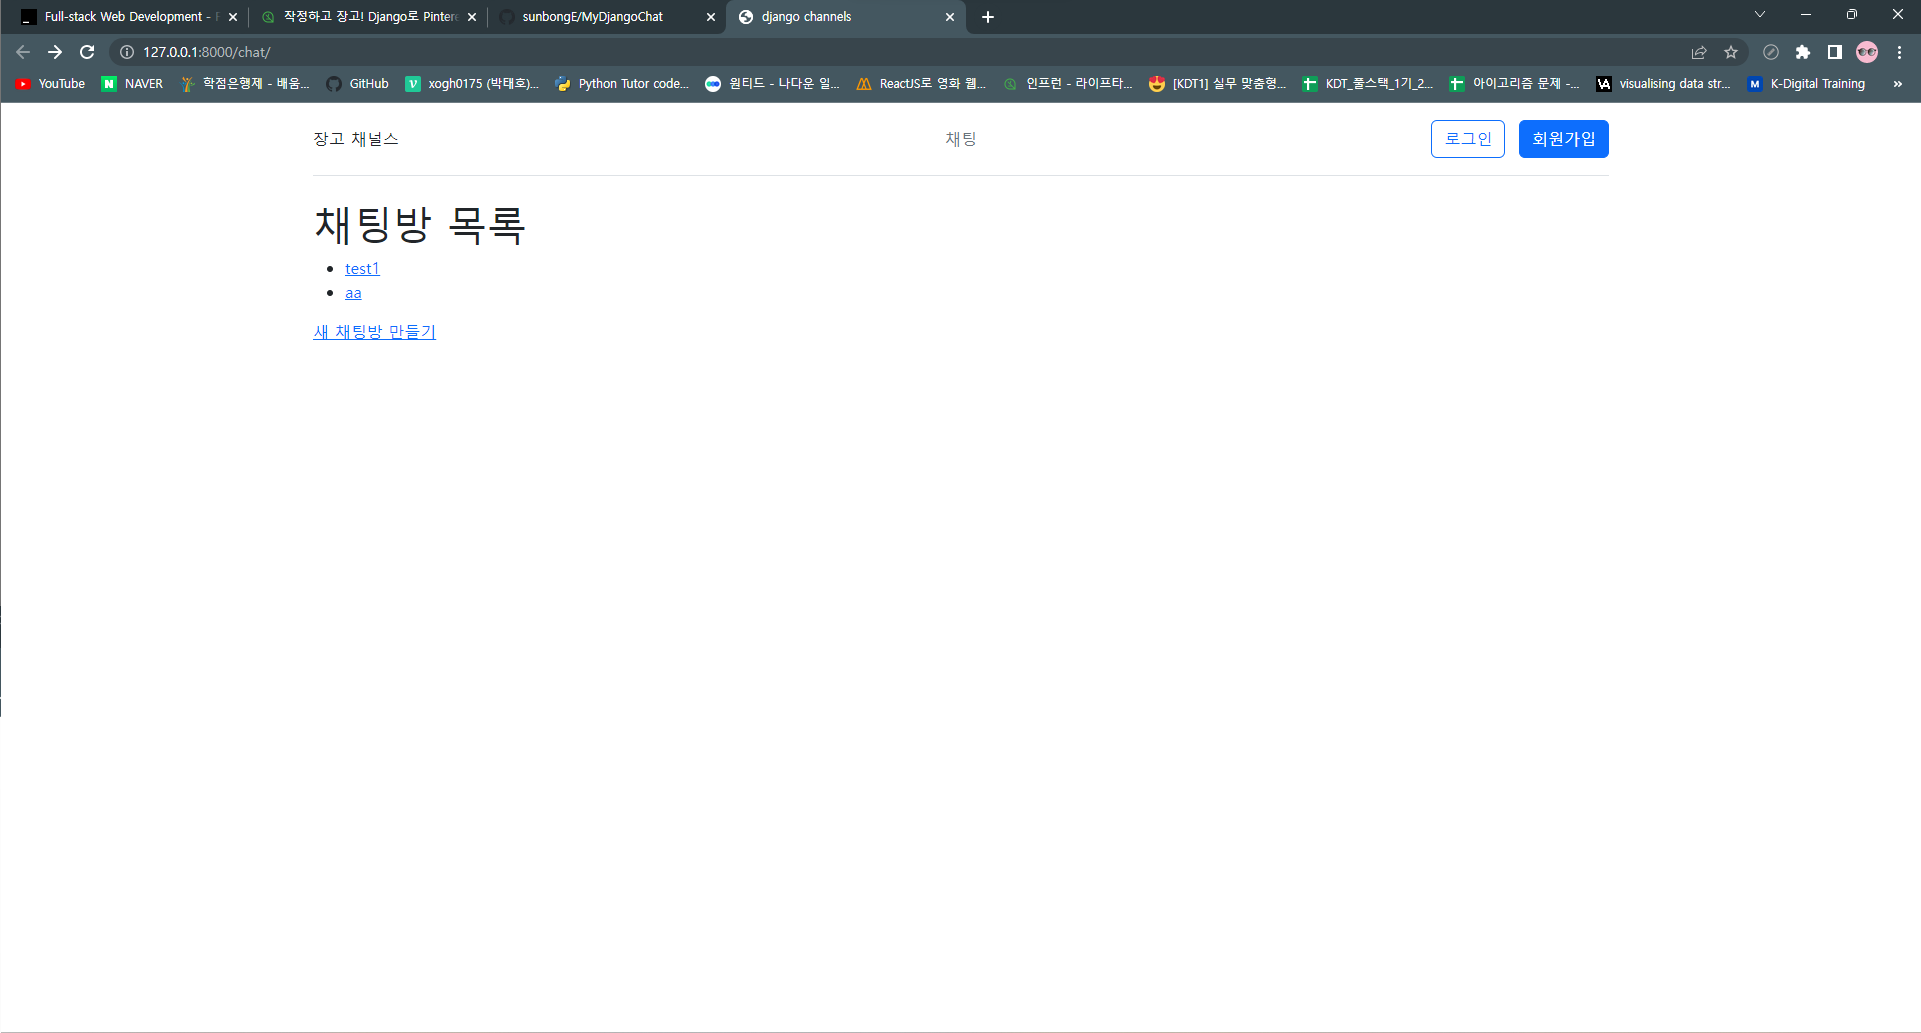 Full-stack Web Development - F
작정하고 장고! Django로 Pintere
sunbongE/MyDjangoChat
django channels
127.0.0.1:8000/chat/
YouTube
NAVER
학점은행제 - 배움...
GitHub
xogh0175 (박태호)...
Python Tutor code...
원티드 - 나다운 일...
ReactJS로 영화 웹...
인프런 - 라이프타...
[KDT1] 실무 맞춤형...
KDT_풀스택_1기_2...
아이고리즘 문제 -...
visualising data str...
K-Digital Training
장고 채널스
채팅
로그인
회원가입
채팅방 목록
test1
aa
새 채팅방 만들기